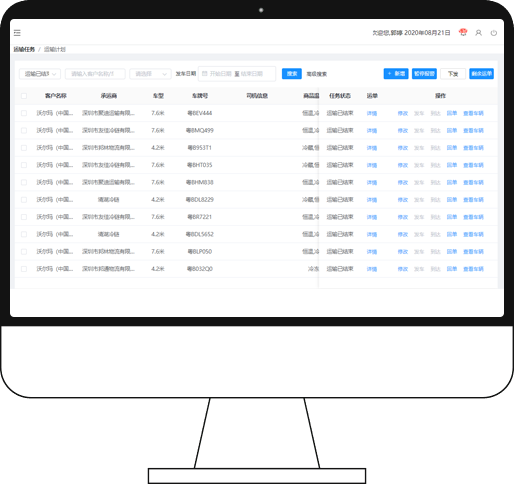 欢迎您,郭婷 2020年08月21日
运输任务 / 运输计划
运输已结束 请输入客户名称/计 请选择 发车日期 开始日期 至 结束日期 搜索 高级搜索 + 新增 暂停报警 下发 剩余运单
客户名称 承运商 车型 车牌号 司机信息 商品温 任务状态 运单 操作
沃尔玛（中国... 深圳市聚浪运输有限... 7.6米 粤BEV444 恒温,冷 运输已结束 详情 修改 发车 到达 回单 查看车辆
沃尔玛（中国... 深圳市友佳冷链有限... 7.6米 粤BMQ499 恒温,冷 运输已结束 详情 修改 发车 到达 回单 查看车辆
沃尔玛（中国... 深圳市邦林物流有限... 4.2米 粤B953T1 冷藏,恒 运输已结束 详情 修改 发车 到达 回单 查看车辆
沃尔玛（中国... 深圳市友佳冷链有限... 7.6米 粤BHT035 冷藏,恒 运输已结束 详情 修改 发车 到达 回单 查看车辆
沃尔玛（中国... 深圳市聚浪运输有限... 7.6米 粤BHM838 恒温,冷 运输已结束 详情 修改 发车 到达 回单 查看车辆
沃尔玛（中国... 清湖冷链 4.2米 粤BDL8229 冷藏,恒 运输已结束 详情 修改 发车 到达 回单 查看车辆
沃尔玛（中国... 深圳市友佳冷链有限... 7.6米 粤BR7221 恒温,冷 运输已结束 详情 修改 发车 到达 回单 查看车辆
沃尔玛（中国... 清湖冷链 4.2米 粤BDL5652 恒温,冷 运输已结束 详情 修改 发车 到达 回单 查看车辆
沃尔玛（中国... 深圳市邦林物流有限... 7.6米 粤BLP050 恒温,冷 运输已结束 详情 修改 发车 到达 回单 查看车辆
沃尔玛（中国... 深圳市邦通物流有限... 4.2米 粤B032Q0 冷冻 运输已结束 详情 修改 发车 到达 回单 查看车辆